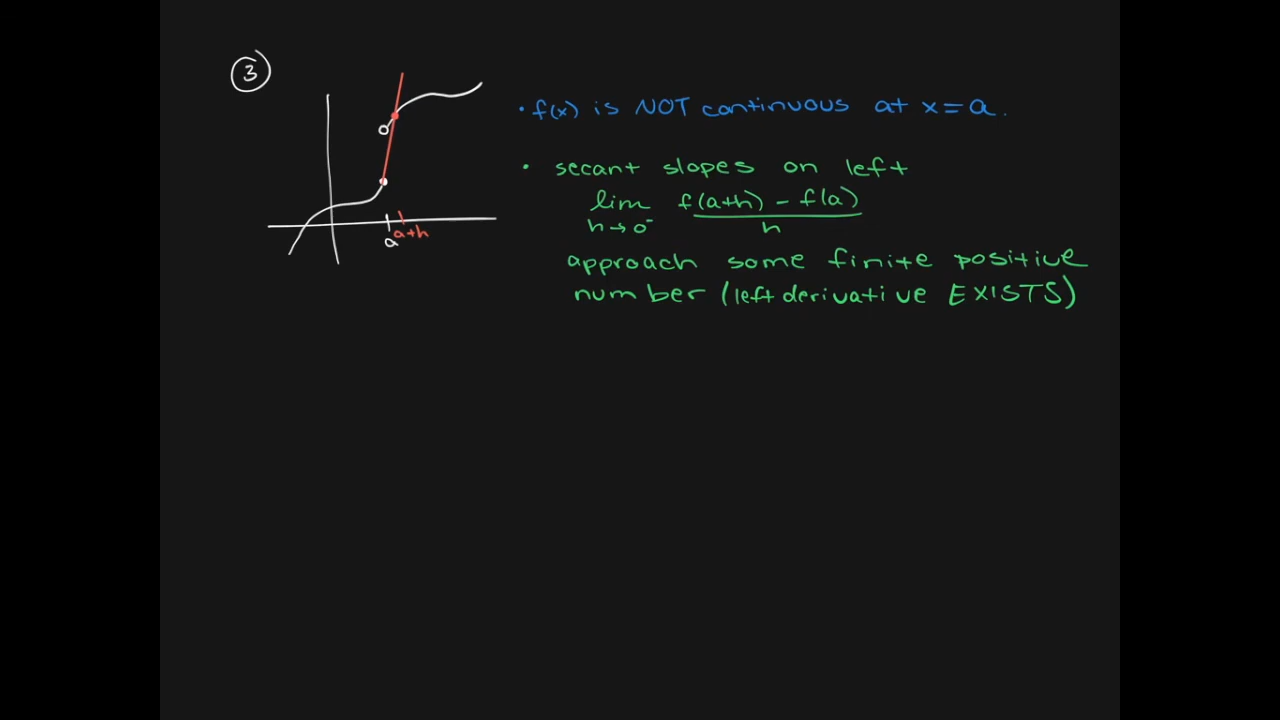 ③
• f(x) is NOT continuous at x = a.
• secant slopes on left
lim f(a+h) - f(a)
h→0⁻ h
approach some finite positive
number (left derivative EXISTS)
a+h
a